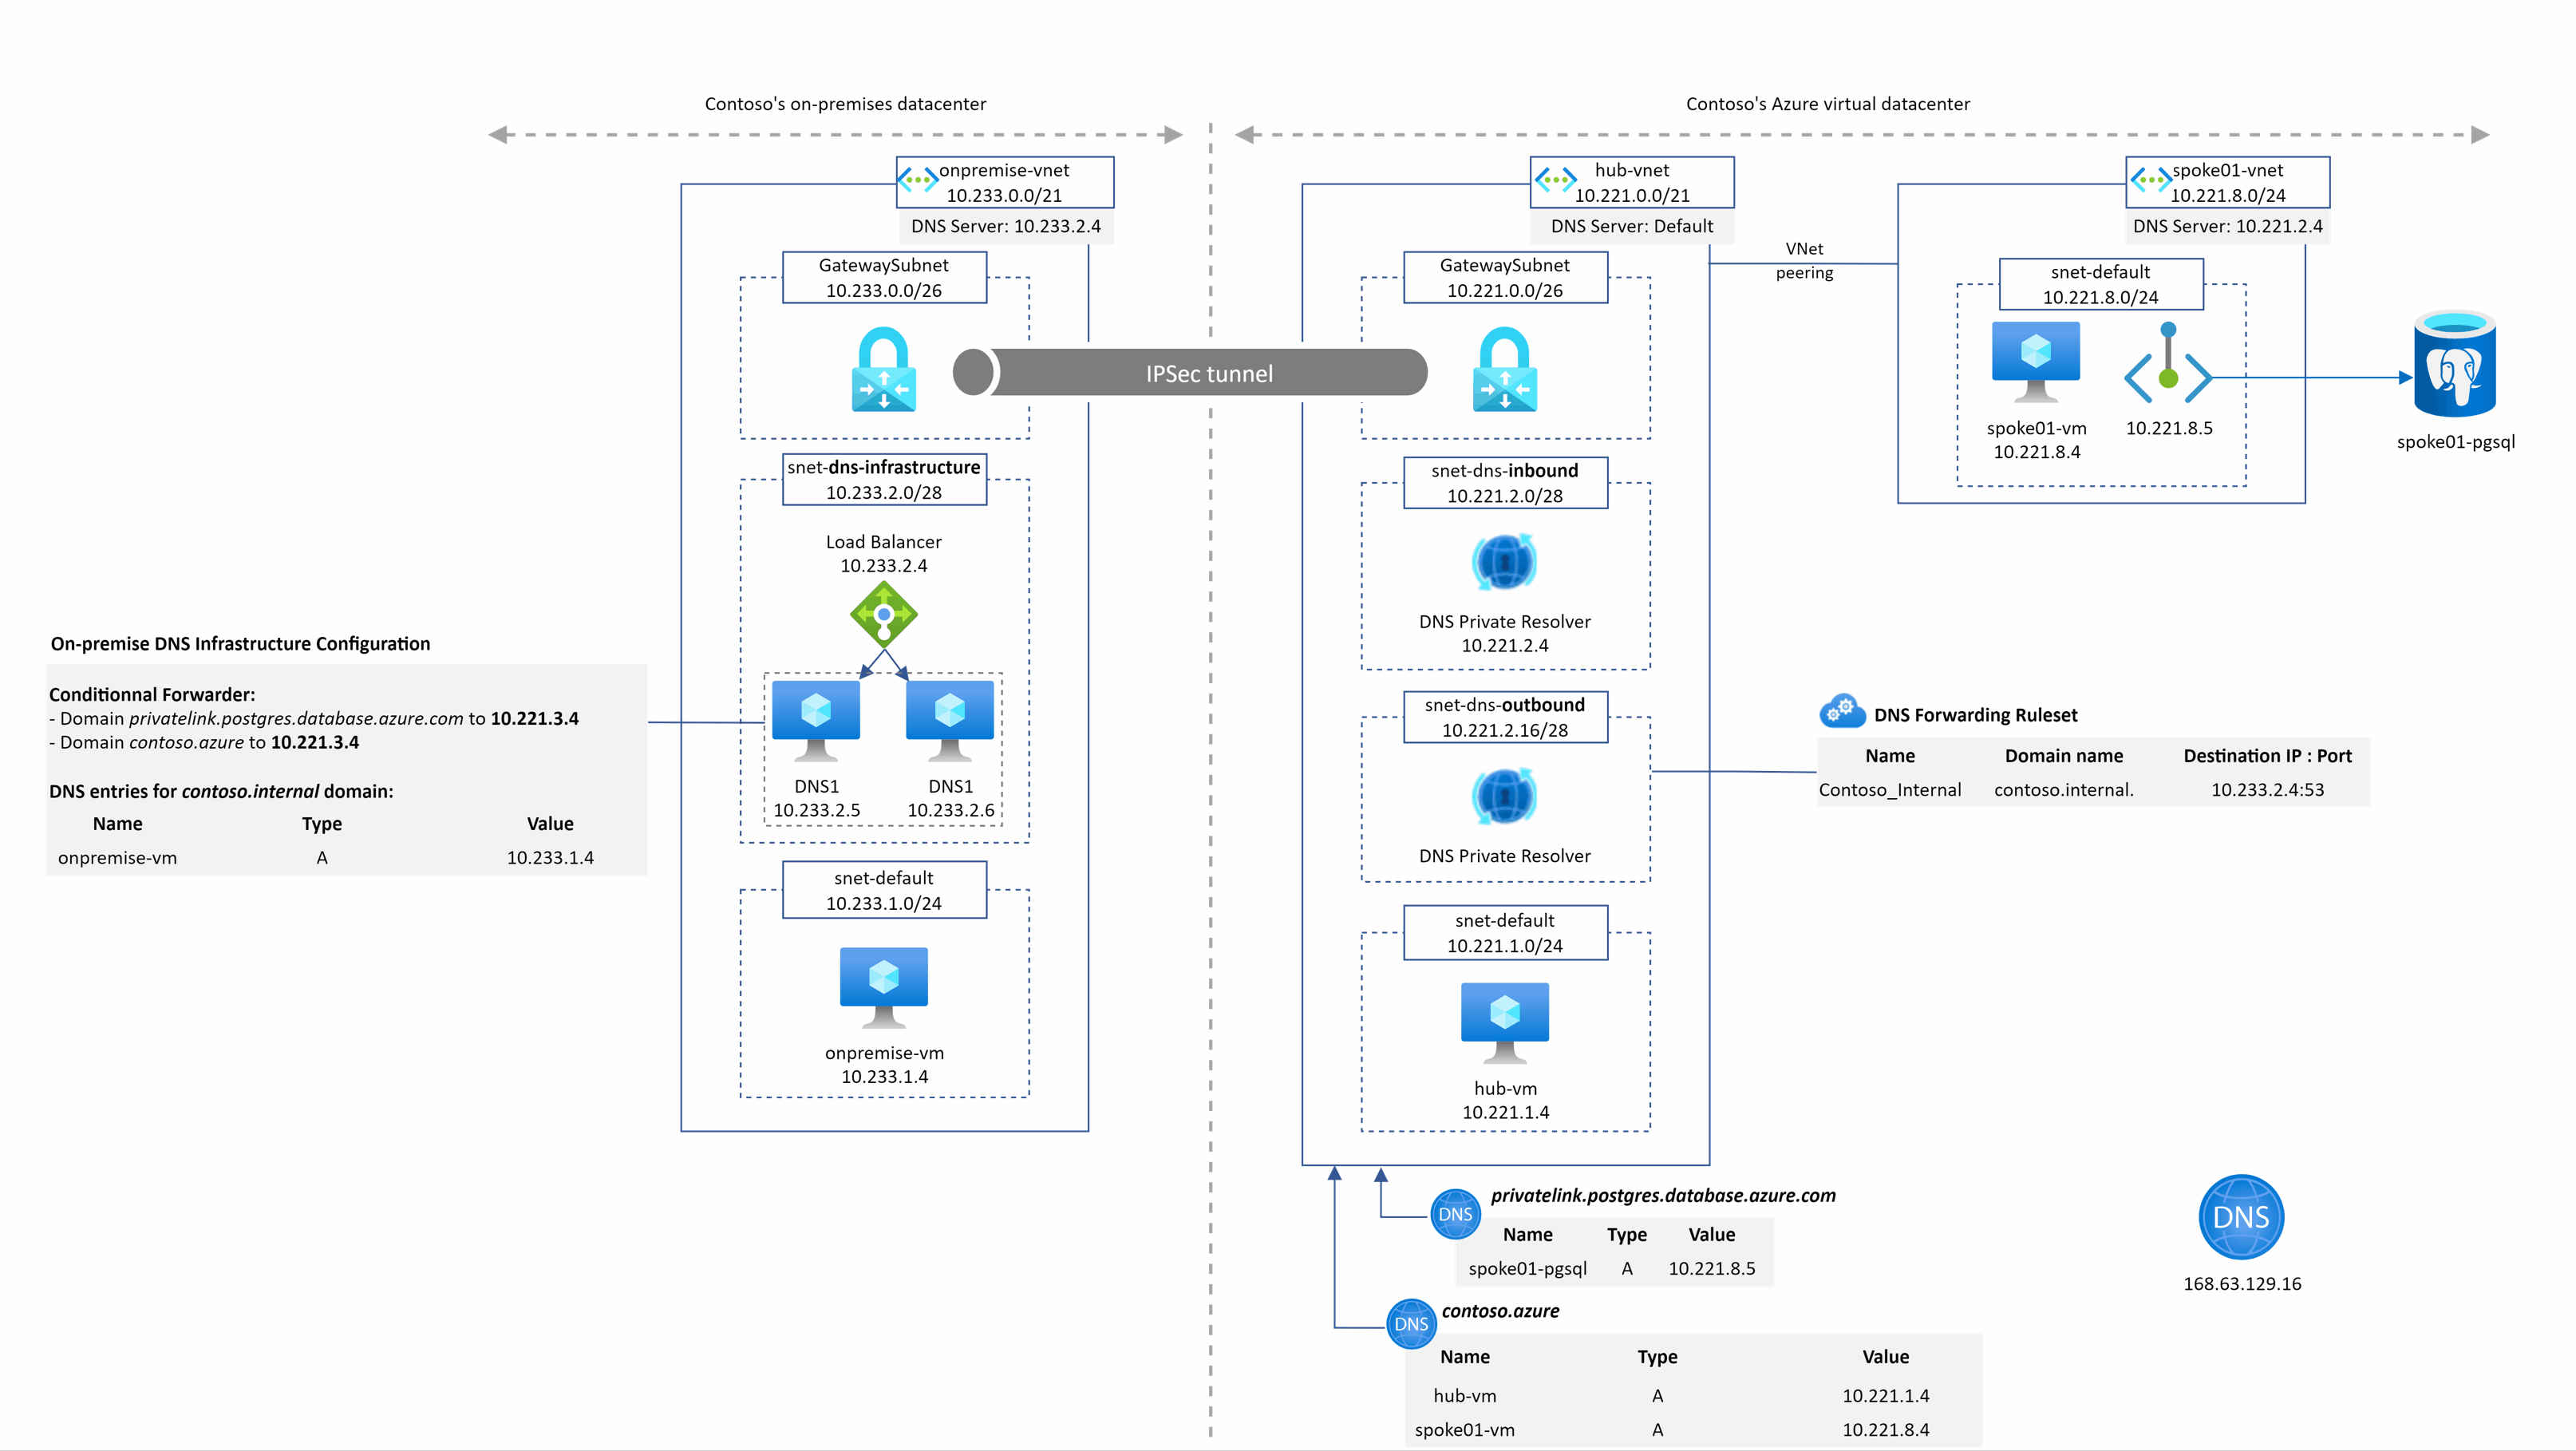 Contoso's on-premises datacenter
Contoso's Azure virtual datacenter
onpremise-vnet
10.233.0.0/21
DNS Server: 10.233.2.4
GatewaySubnet
10.233.0.0/26
IPSec tunnel
snet-dns-infrastructure
10.233.2.0/28
Load Balancer
10.233.2.4
DNS1
10.233.2.5
DNS1
10.233.2.6
snet-default
10.233.1.0/24
onpremise-vm
10.233.1.4
On-premise DNS Infrastructure Configuration
Conditionnal Forwarder:
- Domain privatelink.postgres.database.azure.com to 10.221.3.4
- Domain contoso.azure to 10.221.3.4
DNS entries for contoso.internal domain:
Name Type Value
onpremise-vm A 10.233.1.4
hub-vnet
10.221.0.0/21
DNS Server: Default
GatewaySubnet
10.221.0.0/26
snet-dns-inbound
10.221.2.0/28
DNS Private Resolver
10.221.2.4
snet-dns-outbound
10.221.2.16/28
DNS Private Resolver
snet-default
10.221.1.0/24
hub-vm
10.221.1.4
VNet
peering
spoke01-vnet
10.221.8.0/24
DNS Server: 10.221.2.4
snet-default
10.221.8.0/24
spoke01-vm
10.221.8.4
10.221.8.5
spoke01-pgsql
DNS Forwarding Ruleset
Name Domain name Destination IP : Port
Contoso_Internal contoso.internal. 10.233.2.4:53
DNS
privatelink.postgres.database.azure.com
Name Type Value
spoke01-pgsql A 10.221.8.5
DNS
contoso.azure
Name Type Value
hub-vm A 10.221.1.4
spoke01-vm A 10.221.8.4
DNS
168.63.129.16